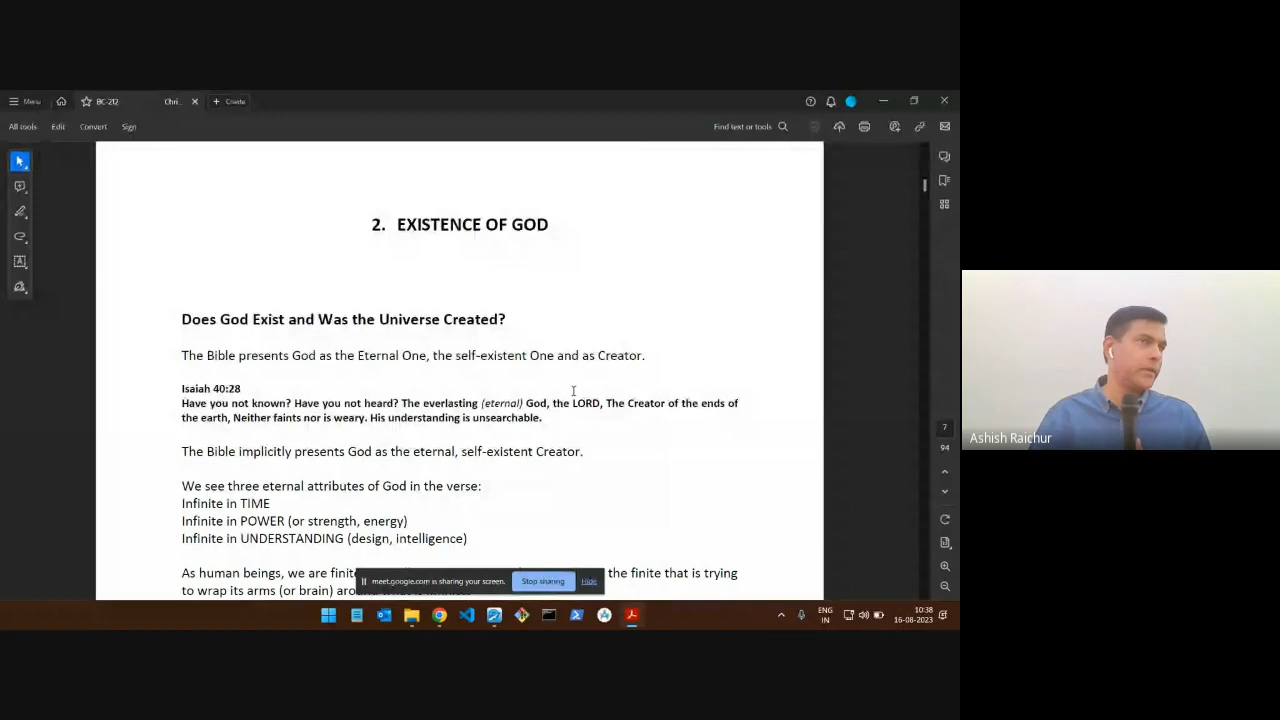 Menu
BC-212
Chri...
Create
All tools
Edit
Convert
Sign
Find text or tools
2. EXISTENCE OF GOD
Does God Exist and Was the Universe Created?
The Bible presents God as the Eternal One, the self-existent One and as Creator.
Isaiah 40:28
Have you not known? Have you not heard? The everlasting (eternal) God, the LORD, The Creator of the ends of
the earth, Neither faints nor is weary. His understanding is unsearchable.
The Bible implicitly presents God as the eternal, self-existent Creator.
We see three eternal attributes of God in the verse:
Infinite in TIME
Infinite in POWER (or strength, energy)
Infinite in UNDERSTANDING (design, intelligence)
As human beings, we are finite the finite that is trying
to wrap its arms (or brain)
meet.google.com is sharing your screen.
Stop sharing
Hide
7
94
Ashish Raichur
ENG
IN
10:38
16-08-2023